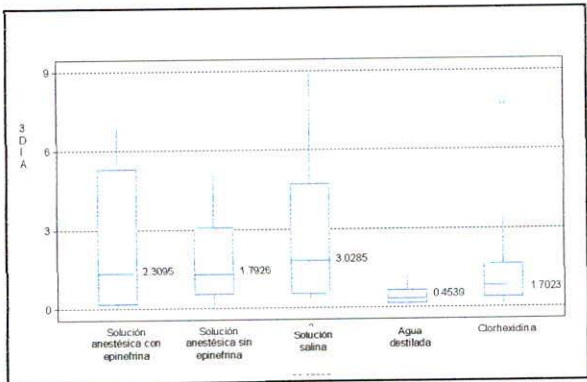 9
3
D
I
A
6
3
0
2.3095
1.7926
3.0285
0.4539
1.7023
Solución
anestésica con
epinefrina
Solución
anestésica sin
epinefrina
Solución
salina
Agua
destilada
Clorhexidina